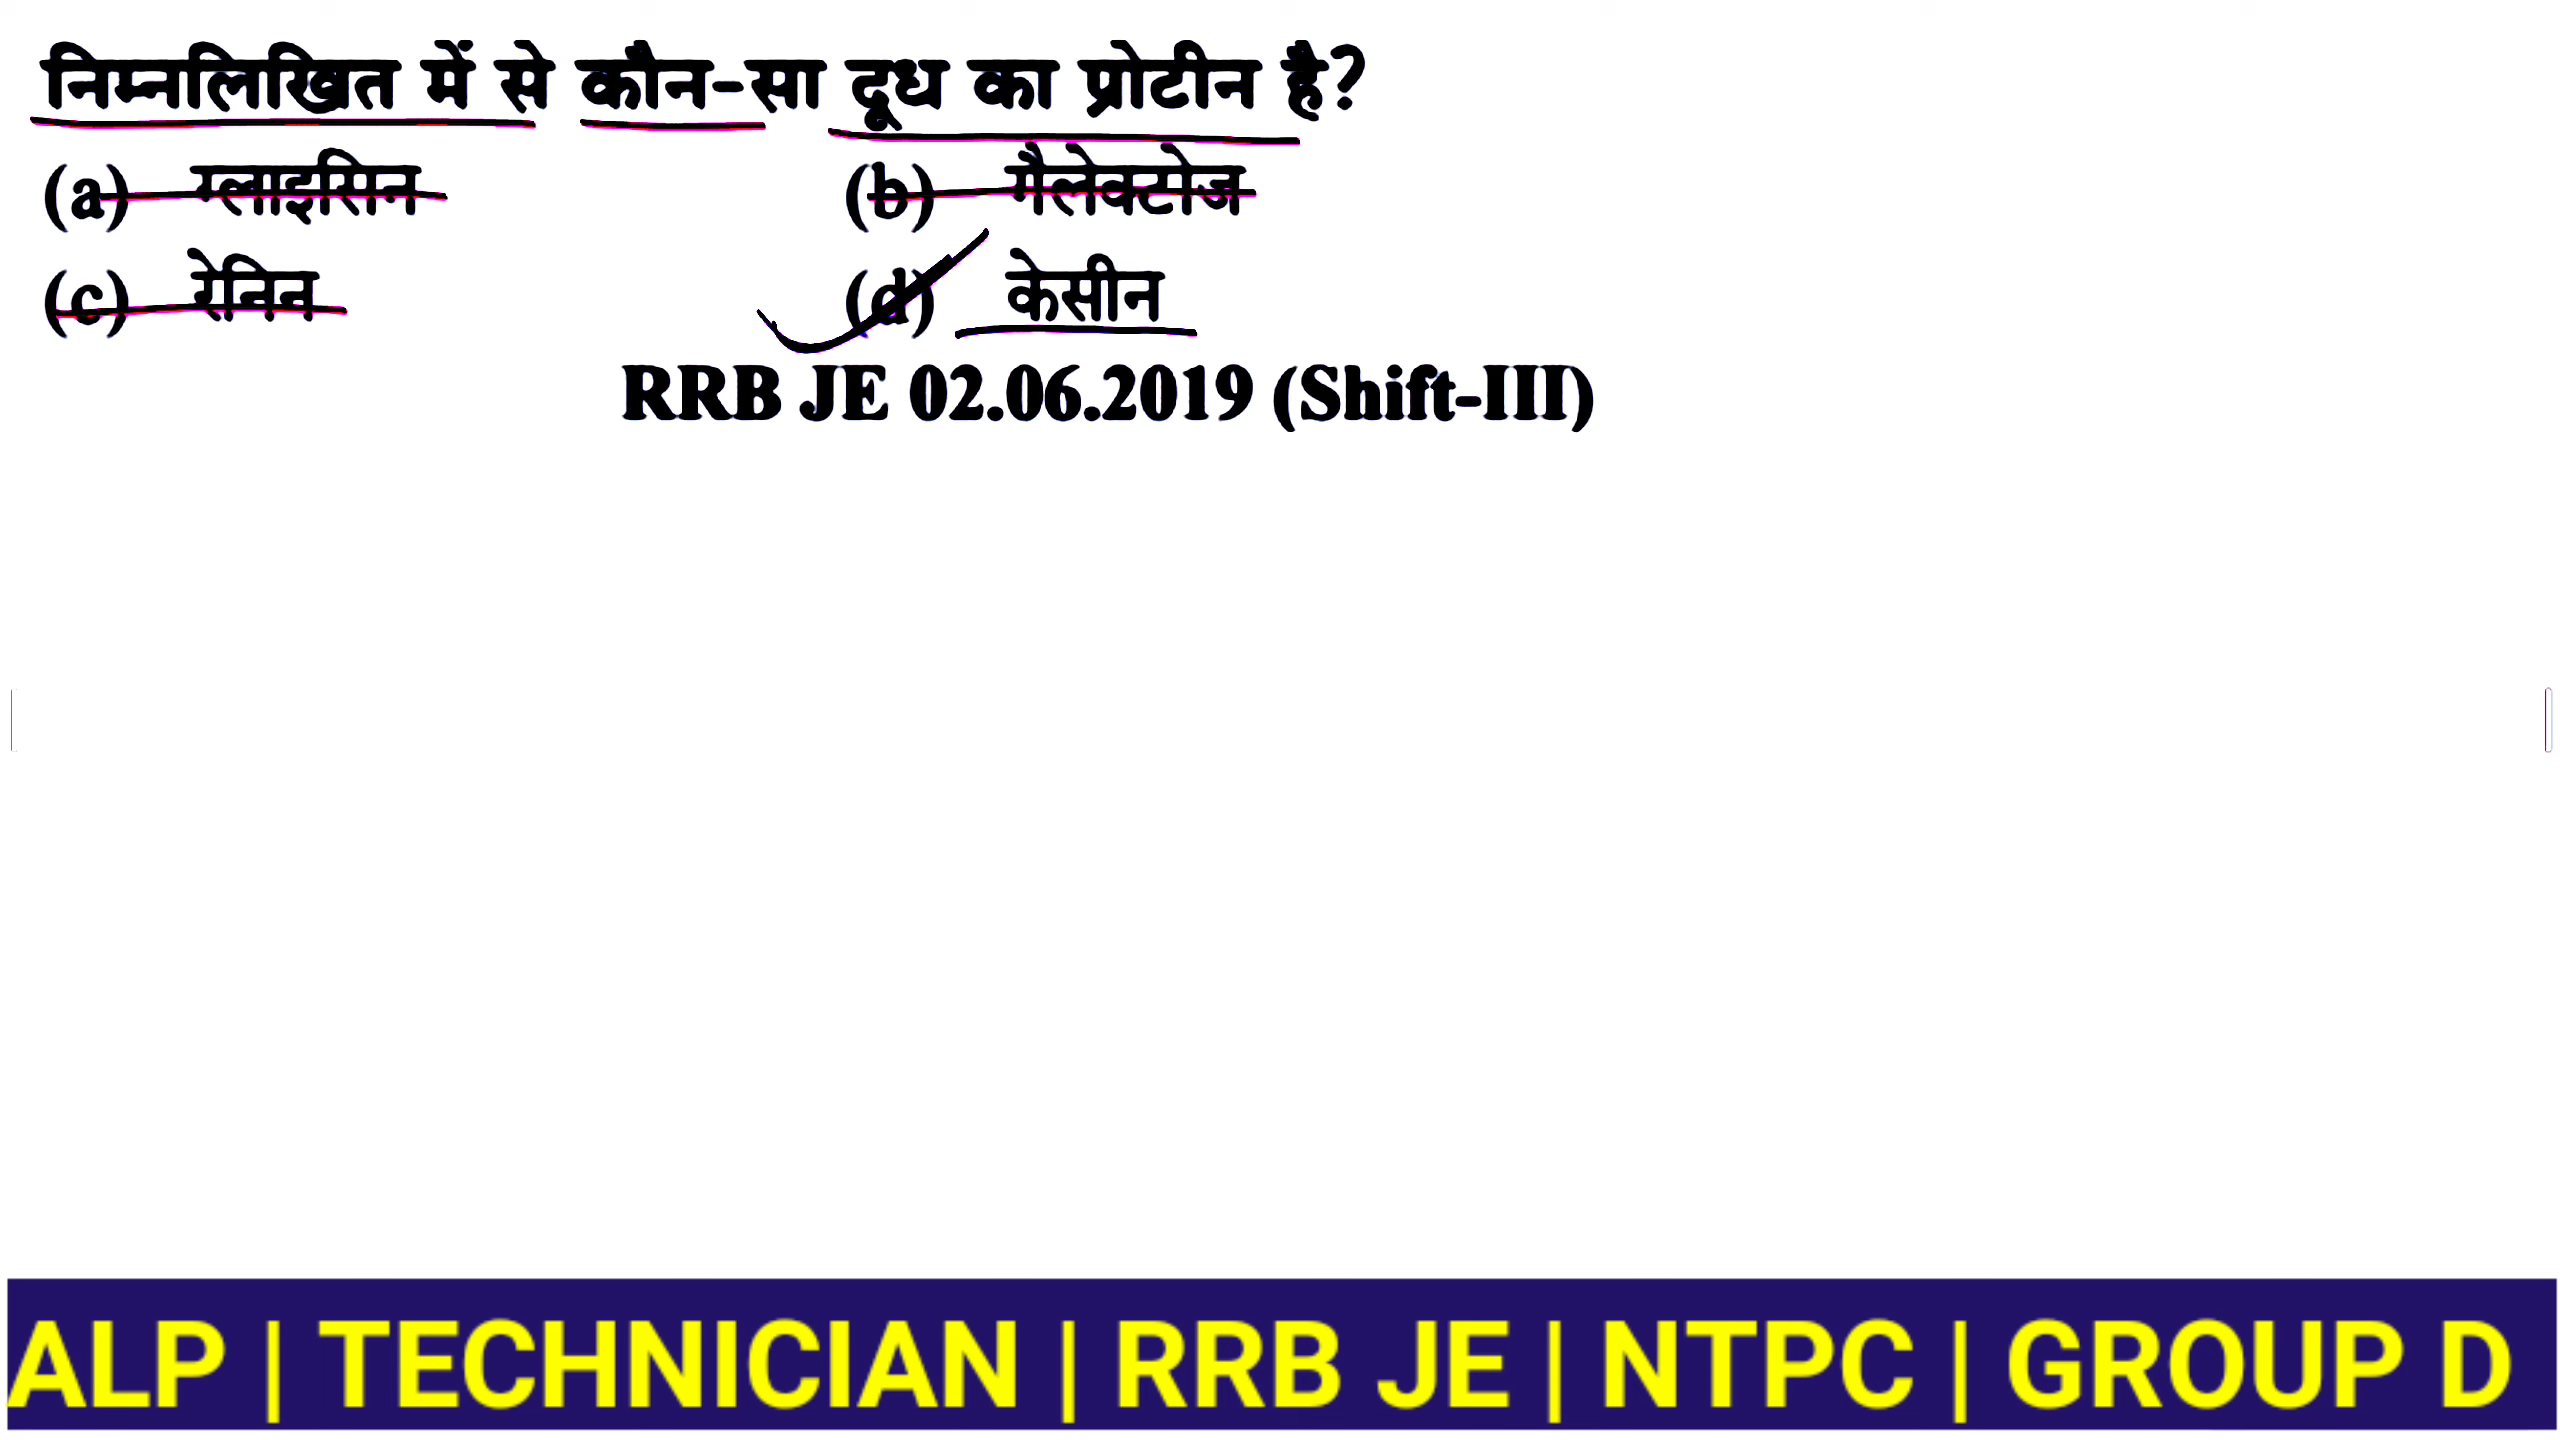 निम्नलिखित में से कौन-सा दूध का प्रोटीन है?
(a) ग्लाइसिन (b) गैलेक्टोज
(c) रेनिन (d) केसीन
RRB JE 02.06.2019 (Shift-III)
ALP | TECHNICIAN | RRB JE | NTPC | GROUP D